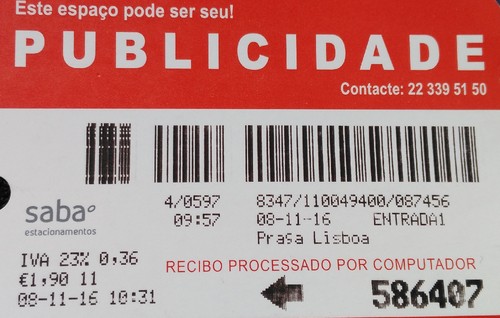 Este espaço pode ser seu!
PUBLICIDADE
Contacte: 22 339 51 50
4/0597 8347/110049400/087456
saba
estacionamentos
09:57 08-11-16 ENTRADA1
Praça Lisboa
IVA 23% 0,36
RECIBO PROCESSADO POR COMPUTADOR
€1,90 11
08-11-16 10:31
586407